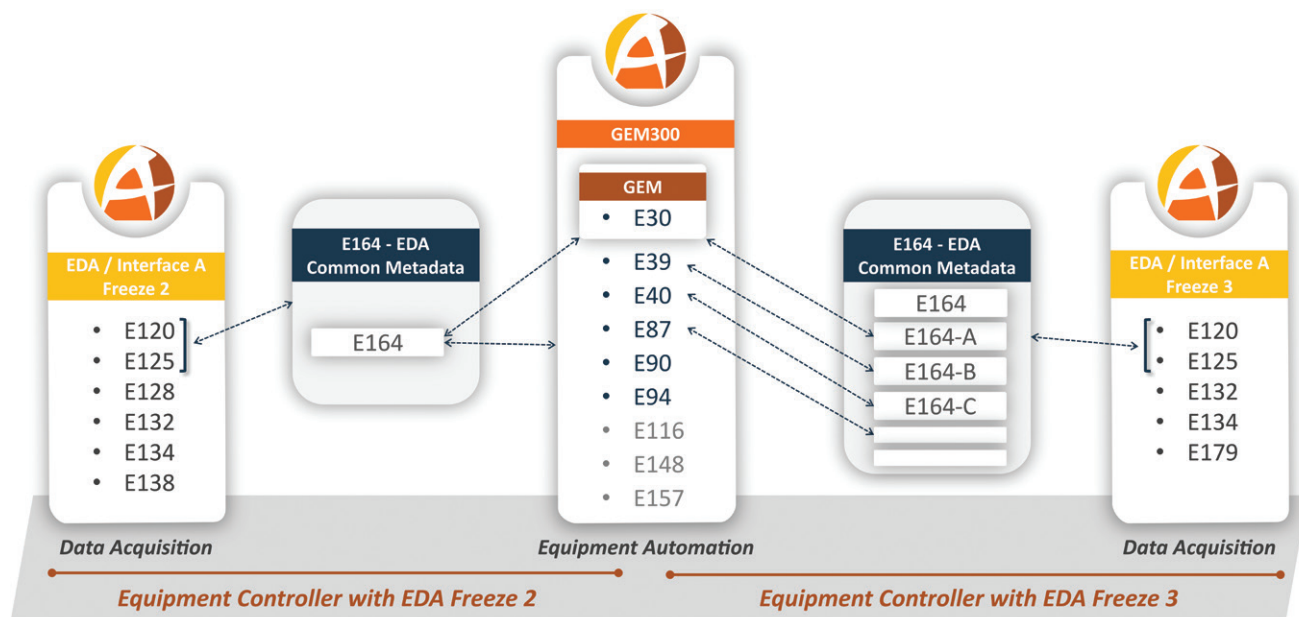 EDA / Interface A
Freeze 2
• E120
• E125
• E128
• E132
• E134
• E138
Data Acquisition
E164 - EDA
Common Metadata
E164
GEM300
GEM
• E30
• E39
• E40
• E87
• E90
• E94
• E116
• E148
• E157
Equipment Automation
E164 - EDA
Common Metadata
E164
E164-A
E164-B
E164-C
EDA / Interface A
Freeze 3
• E120
• E125
• E132
• E134
• E179
Data Acquisition
Equipment Controller with EDA Freeze 2
Equipment Controller with EDA Freeze 3